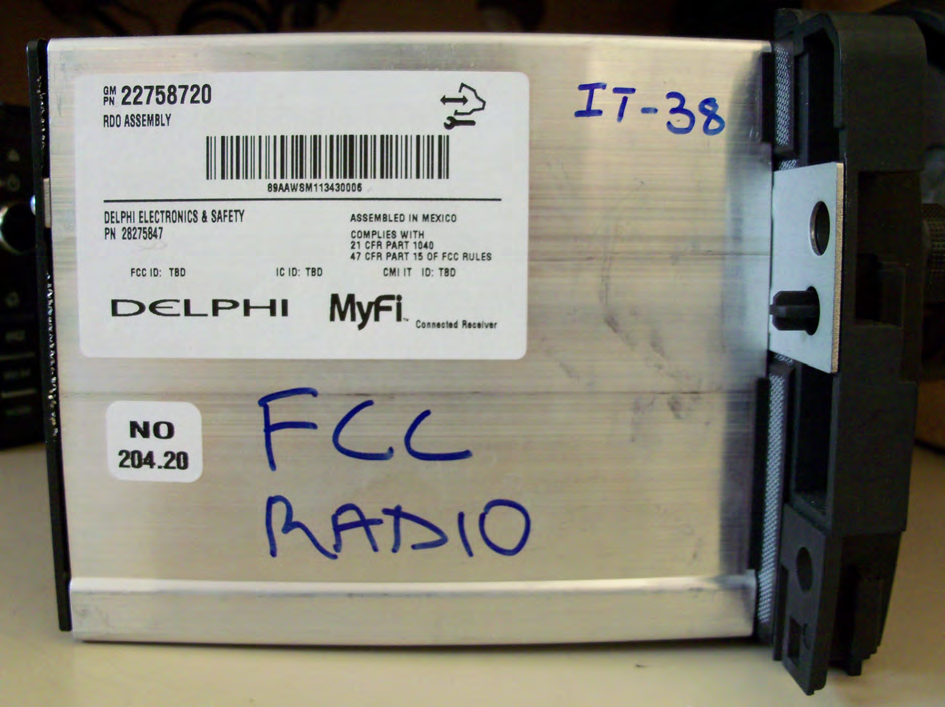 GM PN 22758720
RDO ASSEMBLY
89AAWSM113430006
DELPHI ELECTRONICS & SAFETY
PN 28275847
ASSEMBLED IN MEXICO
COMPLIES WITH
21 CFR PART 1040
47 CFR PART 15 OF FCC RULES
FCC ID: TBD IC ID: TBD CMI IT ID: TBD
DELPHI MyFi™
Connected Receiver
IT-38
NO
204.20
FCC
RADIO